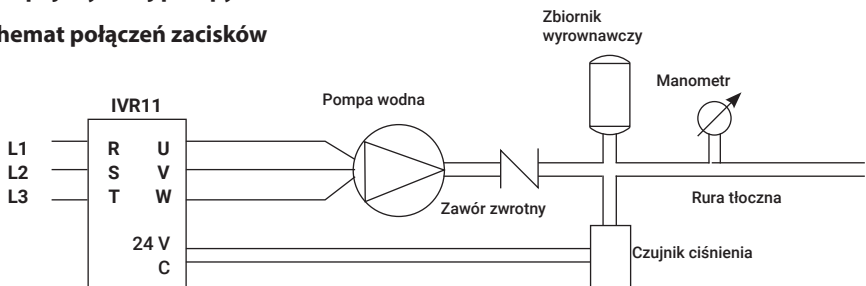 hemat połączeń zacisków
Zbiornik
wyrownawczy
Manometr
IVR11
Pompa wodna
L1
R
U
L2
S
V
L3
T
W
Zawór zwrotny
Rura tłoczna
24 V
C
Czujnik ciśnienia